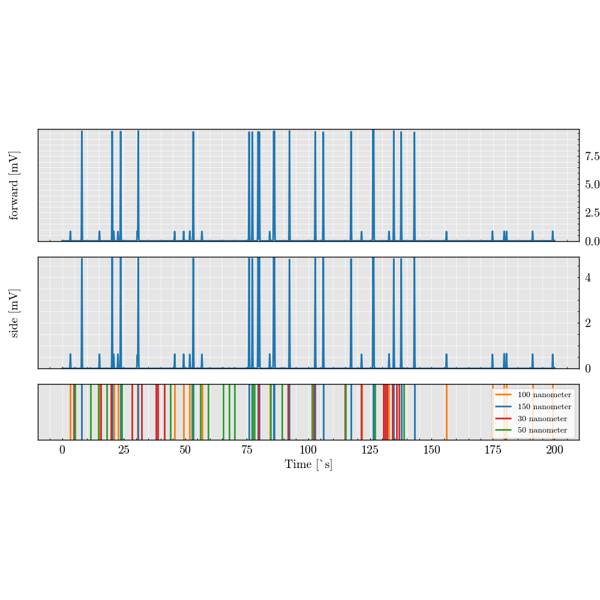 forward [mV]
7.5
5.0
2.5
0.0
side [mV]
4
2
0
100 nanometer
150 nanometer
30 nanometer
50 nanometer
0 25 50 75 100 125 150 175 200
Time [`s]